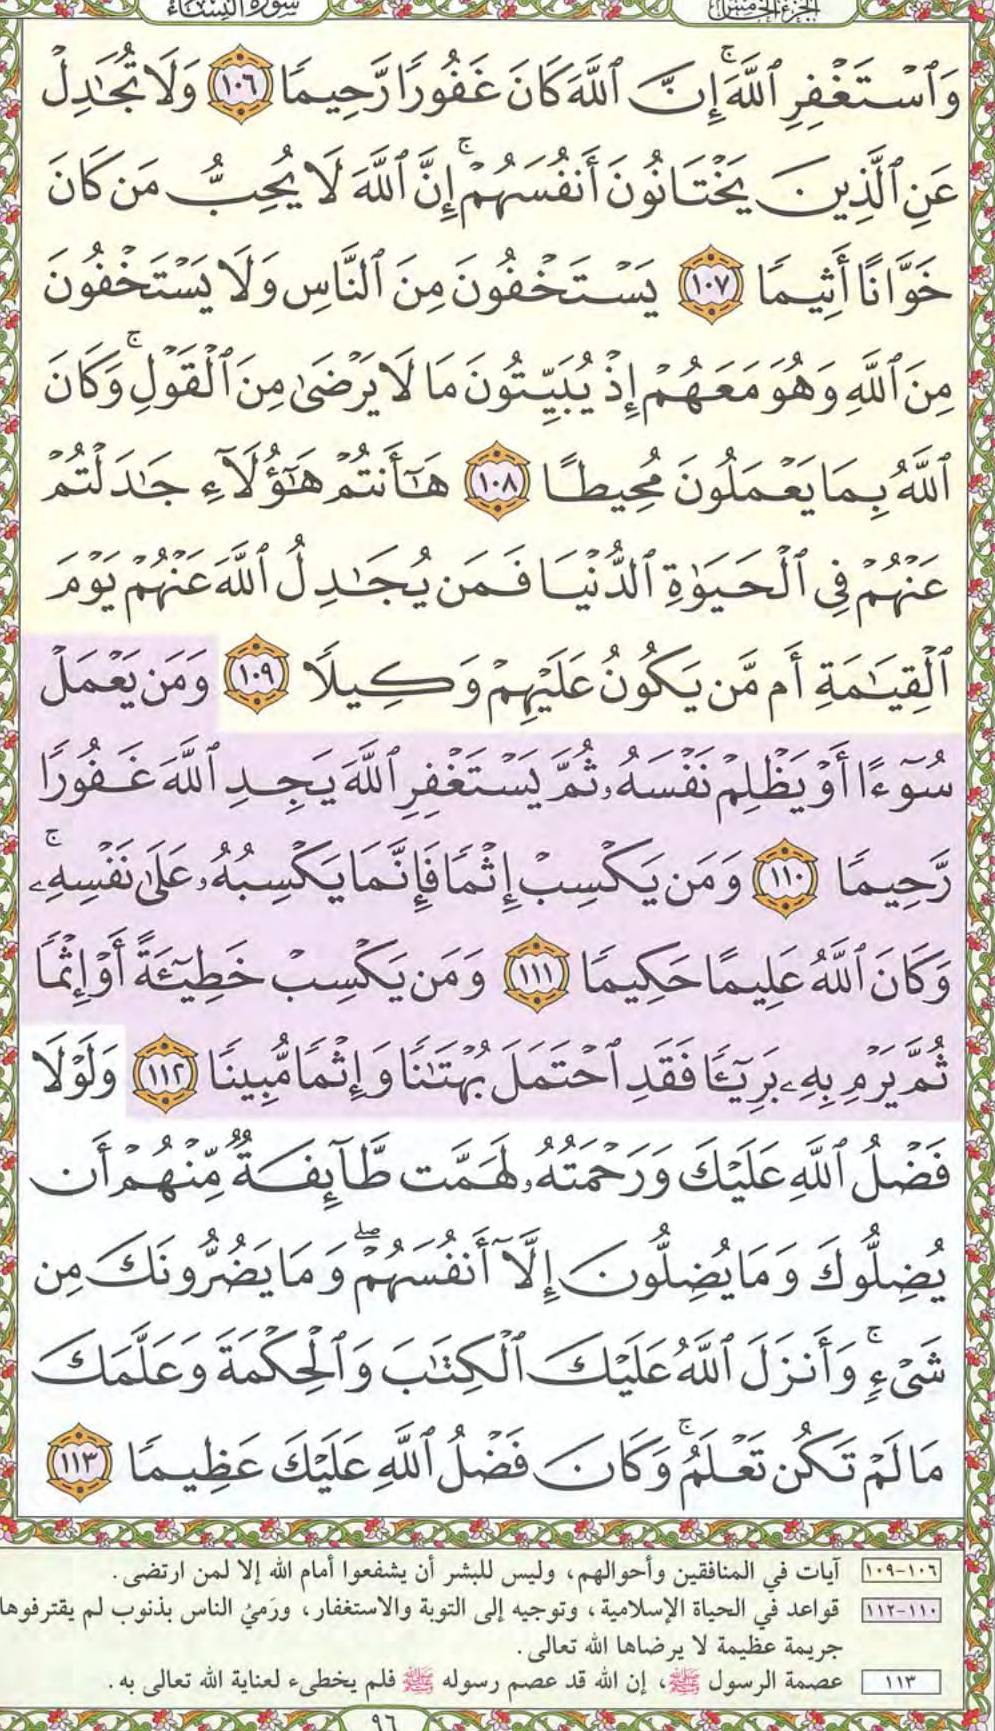 سورة النساء
الجزء الخامس
وَٱسْتَغْفِرِ ٱللَّهَۚ إِنَّ ٱللَّهَ كَانَ غَفُورًا رَّحِيمًا ١٠٦ وَلَا تُجَٰدِلْ
عَنِ ٱلَّذِينَ يَخْتَانُونَ أَنفُسَهُمْۚ إِنَّ ٱللَّهَ لَا يُحِبُّ مَن كَانَ
خَوَّانًا أَثِيمًا ١٠٧ يَسْتَخْفُونَ مِنَ ٱلنَّاسِ وَلَا يَسْتَخْفُونَ
مِنَ ٱللَّهِ وَهُوَ مَعَهُمْ إِذْ يُبَيِّتُونَ مَا لَا يَرْضَىٰ مِنَ ٱلْقَوْلِۚ وَكَانَ
ٱللَّهُ بِمَا يَعْمَلُونَ مُحِيطًا ١٠٨ هَٰٓأَنتُمْ هَٰٓؤُلَآءِ جَٰدَلْتُمْ
عَنْهُمْ فِى ٱلْحَيَوٰةِ ٱلدُّنْيَا فَمَن يُجَٰدِلُ ٱللَّهَ عَنْهُمْ يَوْمَ
ٱلْقِيَٰمَةِ أَم مَّن يَكُونُ عَلَيْهِمْ وَكِيلًا ١٠٩ وَمَن يَعْمَلْ
سُوٓءًا أَوْ يَظْلِمْ نَفْسَهُۥ ثُمَّ يَسْتَغْفِرِ ٱللَّهَ يَجِدِ ٱللَّهَ غَفُورًا
رَّحِيمًا ١١٠ وَمَن يَكْسِبْ إِثْمًا فَإِنَّمَا يَكْسِبُهُۥ عَلَىٰ نَفْسِهِۦۚ
وَكَانَ ٱللَّهُ عَلِيمًا حَكِيمًا ١١١ وَمَن يَكْسِبْ خَطِيٓـَٔةً أَوْ إِثْمًا
ثُمَّ يَرْمِ بِهِۦ بَرِيٓـًٔا فَقَدِ ٱحْتَمَلَ بُهْتَٰنًا وَإِثْمًا مُّبِينًا ١١٢ وَلَوْلَا
فَضْلُ ٱللَّهِ عَلَيْكَ وَرَحْمَتُهُۥ لَهَمَّت طَّآئِفَةٌ مِّنْهُمْ أَن
يُضِلُّوكَ وَمَا يُضِلُّونَ إِلَّآ أَنفُسَهُمْۖ وَمَا يَضُرُّونَكَ مِن
شَىْءٍۚ وَأَنزَلَ ٱللَّهُ عَلَيْكَ ٱلْكِتَٰبَ وَٱلْحِكْمَةَ وَعَلَّمَكَ
مَا لَمْ تَكُن تَعْلَمُۚ وَكَانَ فَضْلُ ٱللَّهِ عَلَيْكَ عَظِيمًا ١١٣
١٠٦-١٠٩ آيات في المنافقين وأحوالهم، وليس للبشر أن يشفعوا أمام الله إلا لمن ارتضى.
١١٠-١١٢ قواعد في الحياة الإسلامية، وتوجيه إلى التوبة والاستغفار، ورَميُ الناس بذنوب لم يقترفوها
جريمة عظيمة لا يرضاها الله تعالى.
١١٣ عصمة الرسول ﷺ، إن الله قد عصم رسوله ﷺ فلم يخطىء لعناية الله تعالى به.
٩٦